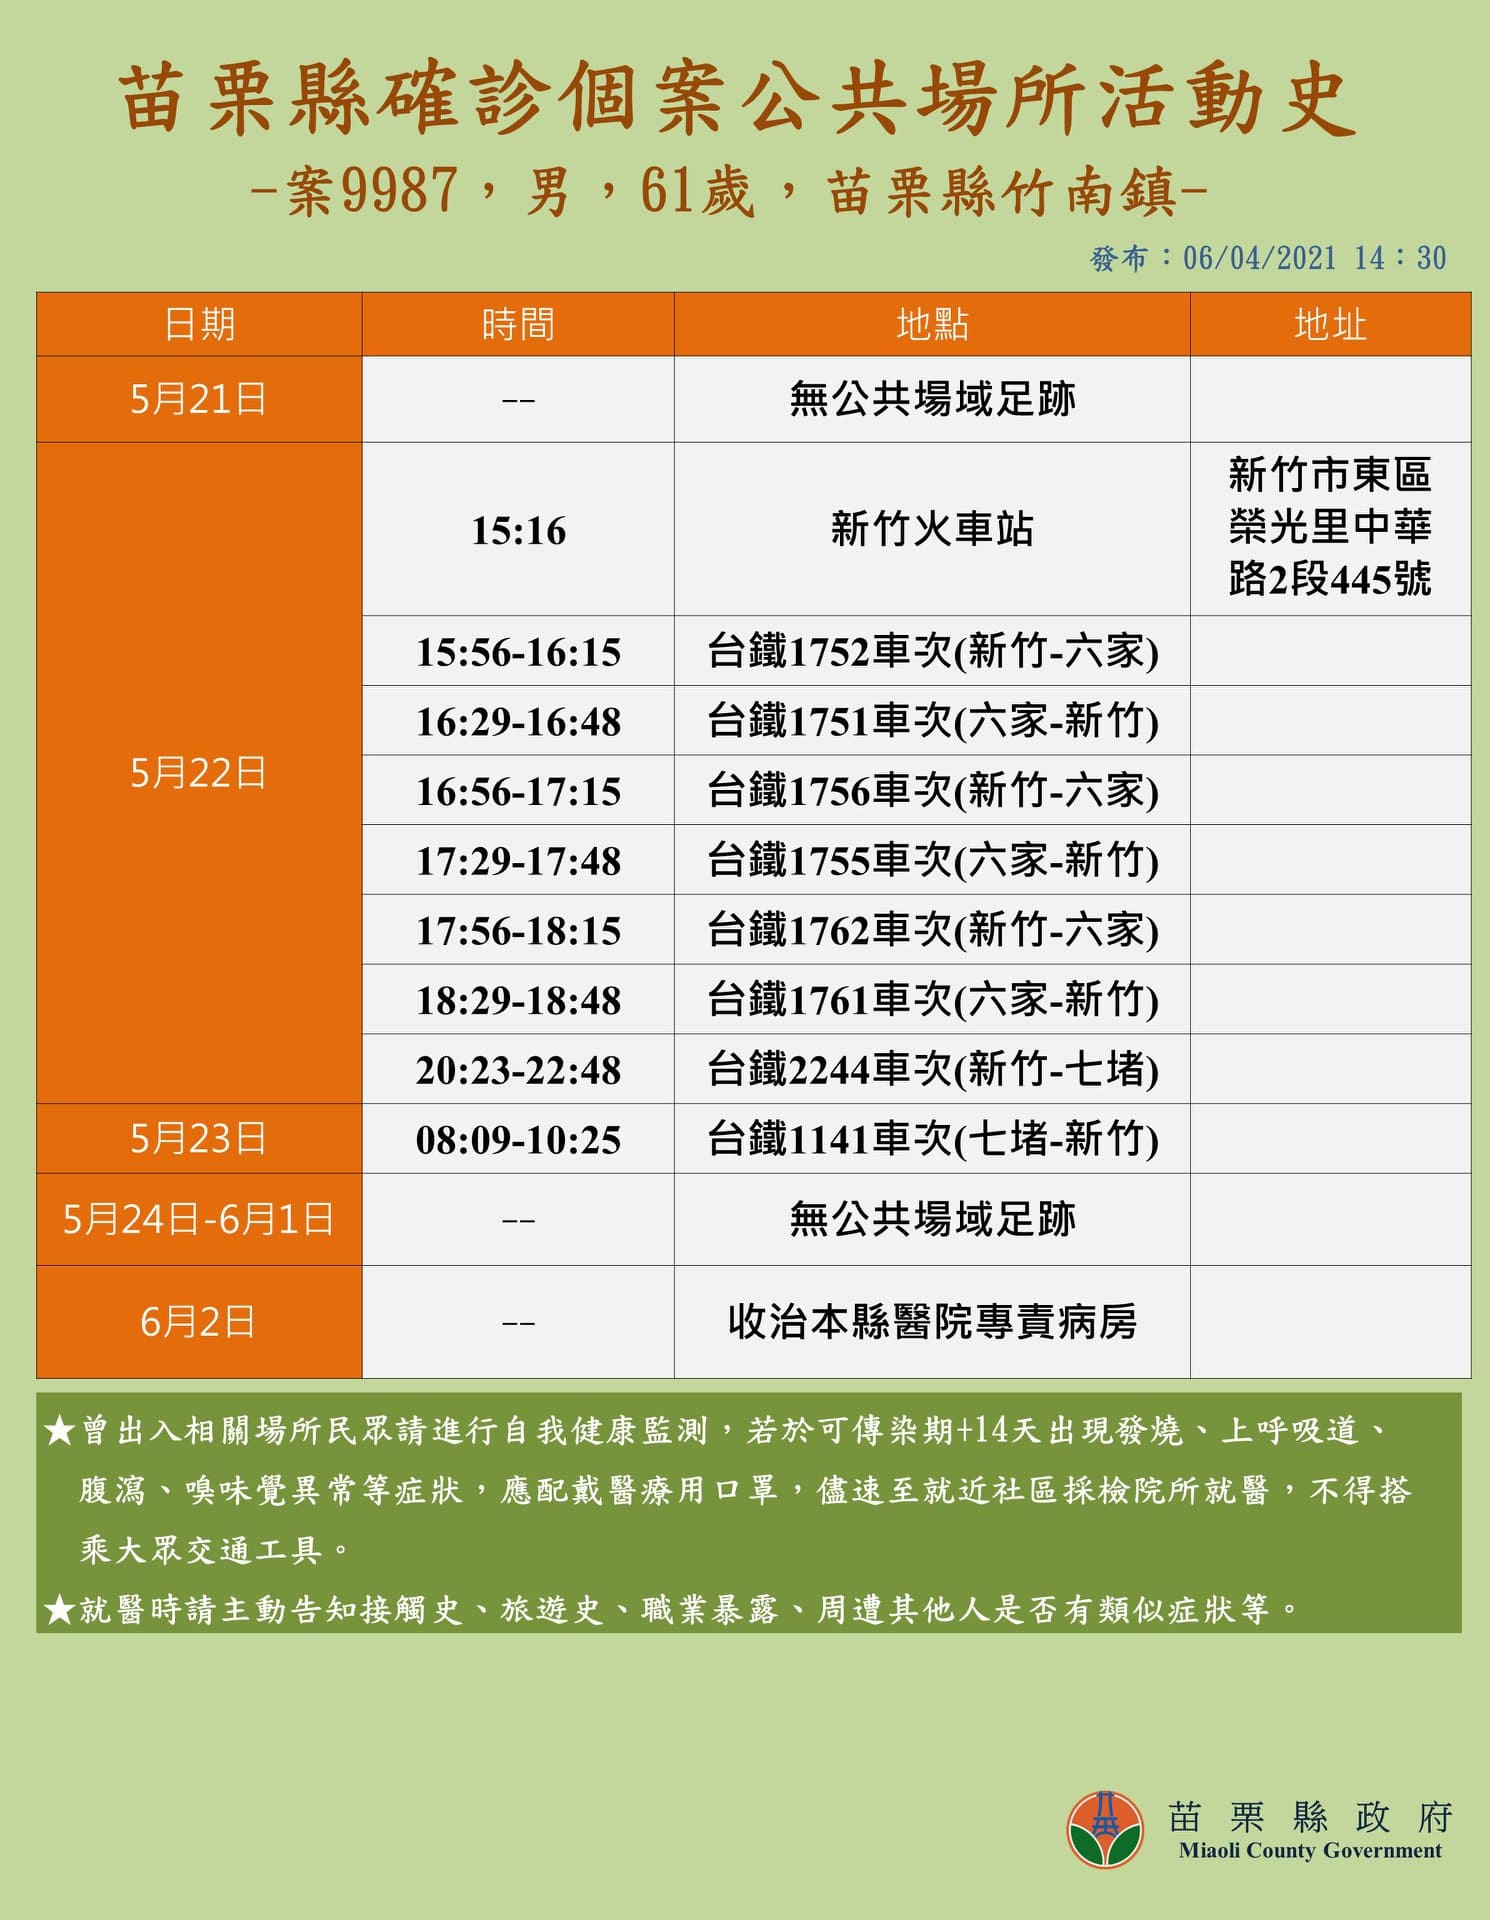 苗栗縣確診個案公共場所活動史
-案9987，男，61歲，苗栗縣竹南鎮-
發布：06/04/2021 14：30
日期 時間 地點 地址
5月21日 -- 無公共場域足跡
5月22日
15:16 新竹火車站
新竹市東區
榮光里中華
路2段445號
15:56-16:15 台鐵1752車次(新竹-六家)
16:29-16:48 台鐵1751車次(六家-新竹)
16:56-17:15 台鐵1756車次(新竹-六家)
17:29-17:48 台鐵1755車次(六家-新竹)
17:56-18:15 台鐵1762車次(新竹-六家)
18:29-18:48 台鐵1761車次(六家-新竹)
20:23-22:48 台鐵2244車次(新竹-七堵)
5月23日 08:09-10:25 台鐵1141車次(七堵-新竹)
5月24日-6月1日 -- 無公共場域足跡
6月2日 -- 收治本縣醫院專責病房
★曾出入相關場所民眾請進行自我健康監測，若於可傳染期+14天出現發燒、上呼吸道、
腹瀉、嗅味覺異常等症狀，應配戴醫療用口罩，儘速至就近社區採檢院所就醫，不得搭
乘大眾交通工具。
★就醫時請主動告知接觸史、旅遊史、職業暴露、周遭其他人是否有類似症狀等。
苗栗縣政府
Miaoli County Government